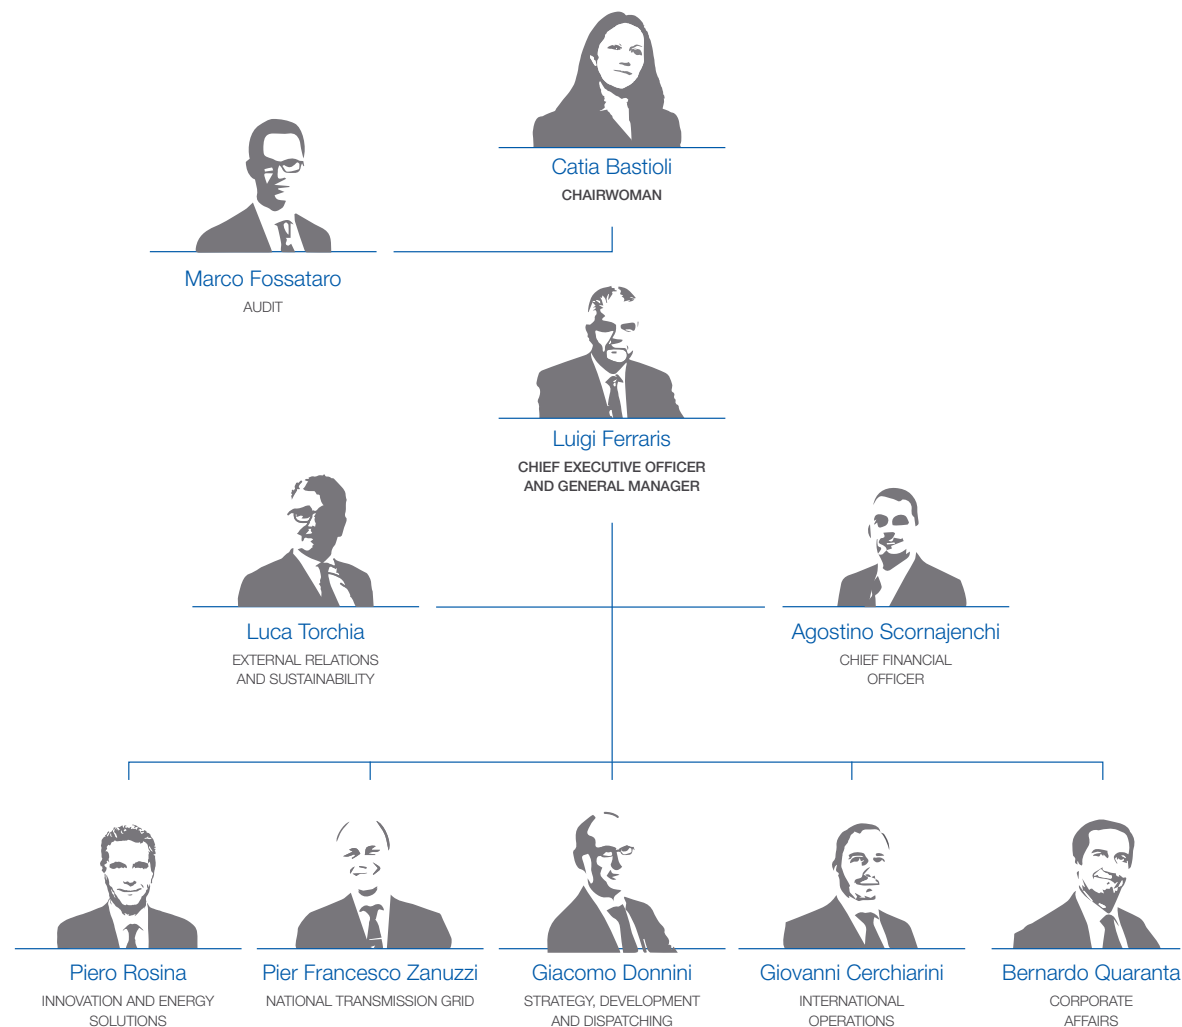 Catia Bastioli
CHAIRWOMAN
Marco Fossataro
AUDIT
Luigi Ferraris
CHIEF EXECUTIVE OFFICER
AND GENERAL MANAGER
Luca Torchia
EXTERNAL RELATIONS
AND SUSTAINABILITY
Agostino Scornajenchi
CHIEF FINANCIAL
OFFICER
Piero Rosina
INNOVATION AND ENERGY
SOLUTIONS
Pier Francesco Zanuzzi
NATIONAL TRANSMISSION GRID
Giacomo Donnini
STRATEGY, DEVELOPMENT
AND DISPATCHING
Giovanni Cerchiarini
INTERNATIONAL
OPERATIONS
Bernardo Quaranta
CORPORATE
AFFAIRS